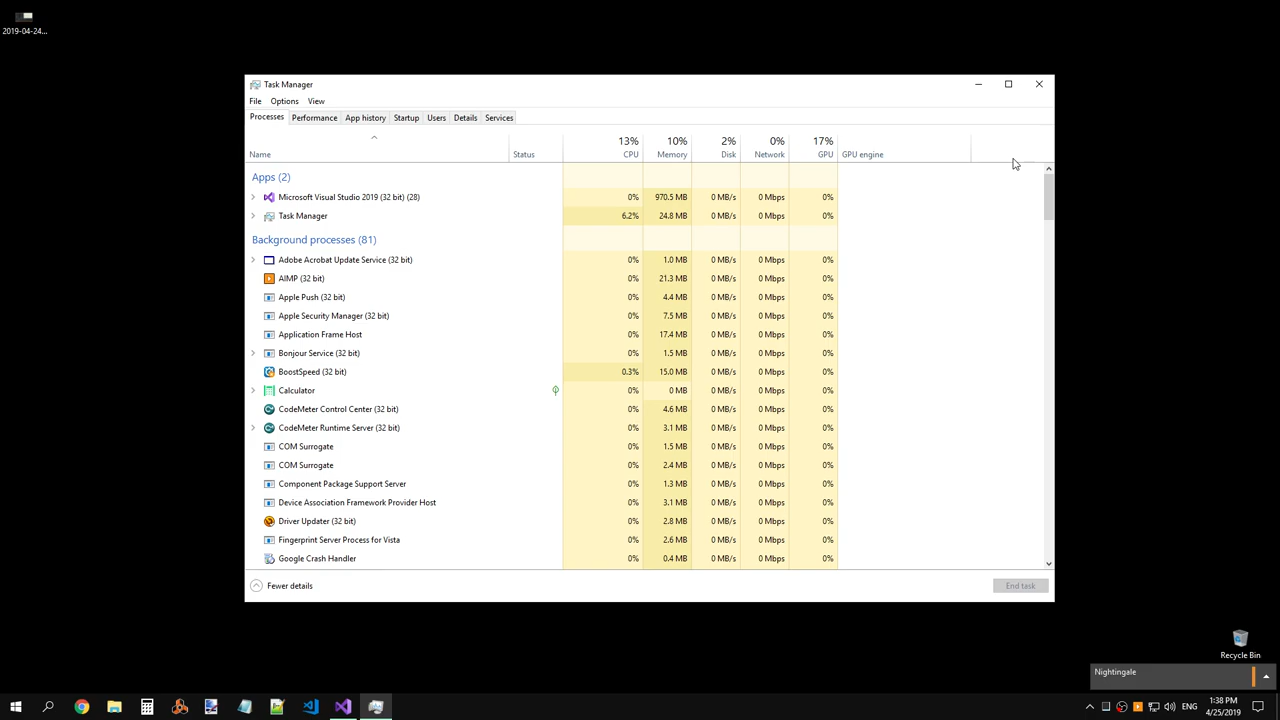 2019-04-24...
Task Manager
File Options View
Processes Performance App history Startup Users Details Services
13% 10% 2% 0% 17%
Name Status CPU Memory Disk Network GPU GPU engine
Apps (2)
Microsoft Visual Studio 2019 (32 bit) (28) 0% 970.5 MB 0 MB/s 0 Mbps 0%
Task Manager 6.2% 24.8 MB 0 MB/s 0 Mbps 0%
Background processes (81)
Adobe Acrobat Update Service (32 bit) 0% 1.0 MB 0 MB/s 0 Mbps 0%
AIMP (32 bit) 0% 21.3 MB 0 MB/s 0 Mbps 0%
Apple Push (32 bit) 0% 4.4 MB 0 MB/s 0 Mbps 0%
Apple Security Manager (32 bit) 0% 7.5 MB 0 MB/s 0 Mbps 0%
Application Frame Host 0% 17.4 MB 0 MB/s 0 Mbps 0%
Bonjour Service (32 bit) 0% 1.5 MB 0 MB/s 0 Mbps 0%
BoostSpeed (32 bit) 0.3% 15.0 MB 0 MB/s 0 Mbps 0%
Calculator 0% 0 MB 0 MB/s 0 Mbps 0%
CodeMeter Control Center (32 bit) 0% 4.6 MB 0 MB/s 0 Mbps 0%
CodeMeter Runtime Server (32 bit) 0% 3.1 MB 0 MB/s 0 Mbps 0%
COM Surrogate 0% 1.5 MB 0 MB/s 0 Mbps 0%
COM Surrogate 0% 2.4 MB 0 MB/s 0 Mbps 0%
Component Package Support Server 0% 1.3 MB 0 MB/s 0 Mbps 0%
Device Association Framework Provider Host 0% 3.1 MB 0 MB/s 0 Mbps 0%
Driver Updater (32 bit) 0% 2.8 MB 0 MB/s 0 Mbps 0%
Fingerprint Server Process for Vista 0% 2.6 MB 0 MB/s 0 Mbps 0%
Google Crash Handler 0% 0.4 MB 0 MB/s 0 Mbps 0%
Fewer details End task
Recycle Bin
Nightingale
ENG 1:38 PM
4/25/2019